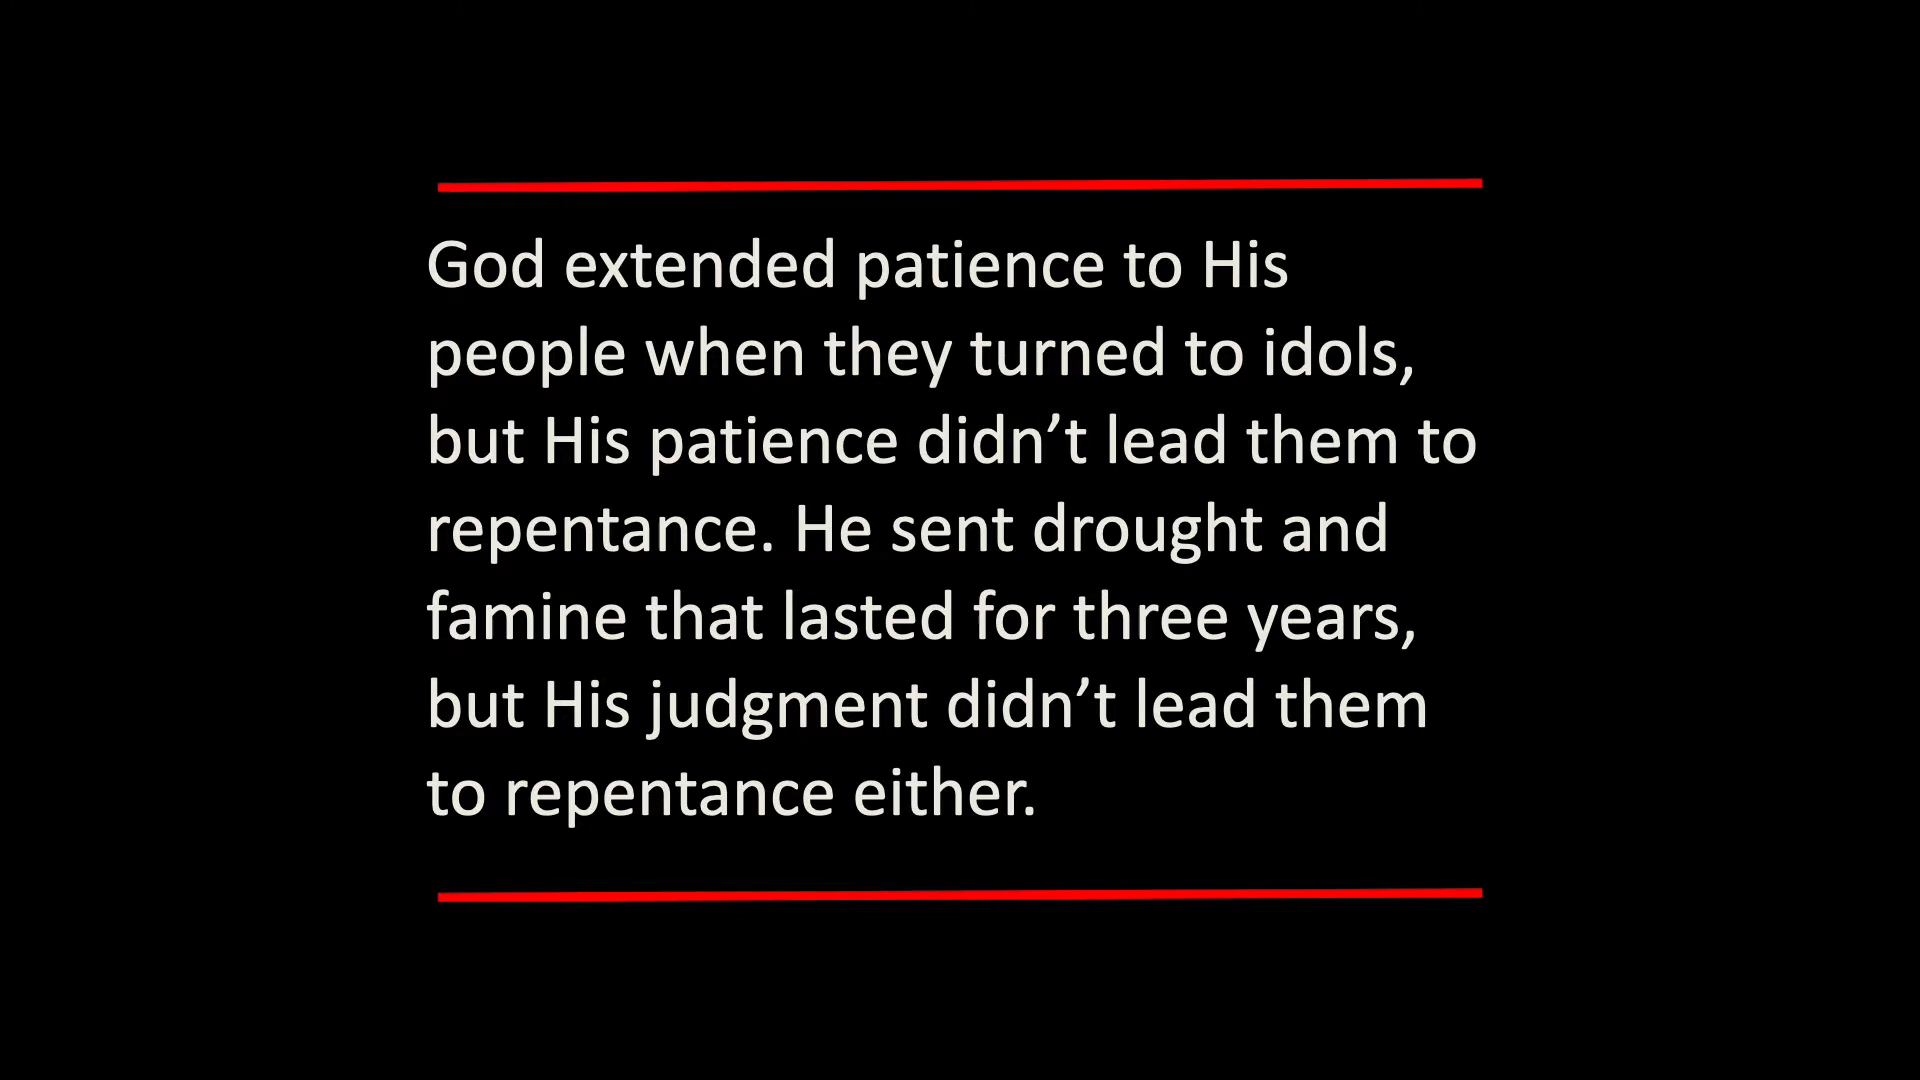 God extended patience to His
people when they turned to idols,
but His patience didn’t lead them to
repentance. He sent drought and
famine that lasted for three years,
but His judgment didn’t lead them
to repentance either.